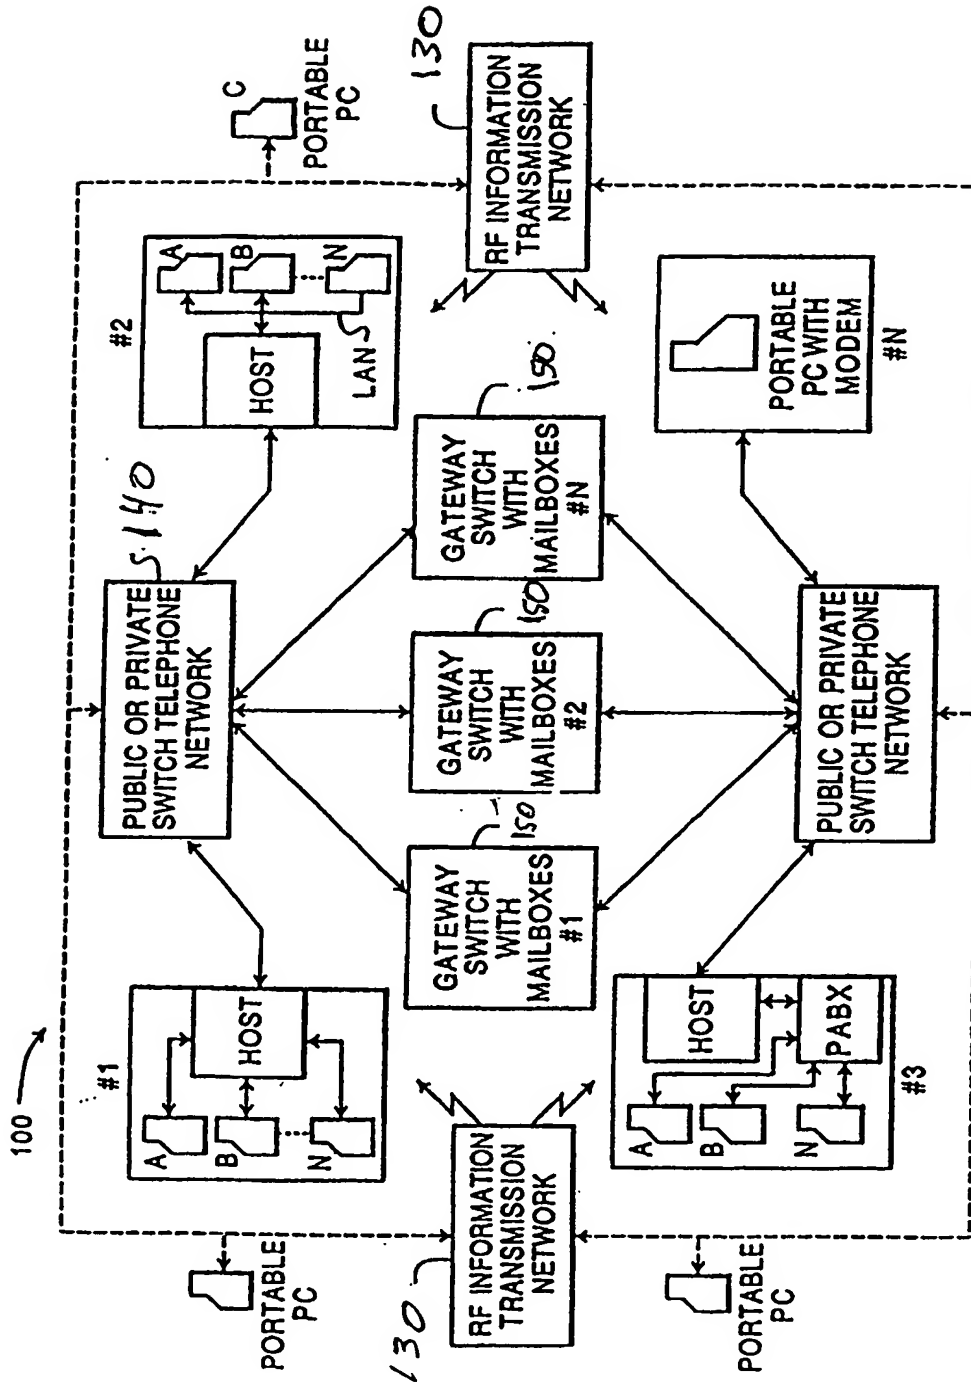 100
#1
A
B
N
HOST
PUBLIC OR PRIVATE
SWITCH TELEPHONE
NETWORK
140
#2
HOST
A
B
N
LAN
C
PORTABLE
PC
PORTABLE
PC
130
RF INFORMATION
TRANSMISSION
NETWORK
150
GATEWAY
SWITCH
WITH
MAILBOXES
#1
150
GATEWAY
SWITCH
WITH
MAILBOXES
#2
150
GATEWAY
SWITCH
WITH
MAILBOXES
#N
130
RF INFORMATION
TRANSMISSION
NETWORK
PORTABLE
PC
A
B
N
HOST
PABX
#3
PUBLIC OR PRIVATE
SWITCH TELEPHONE
NETWORK
PORTABLE
PC WITH
MODEM
#N